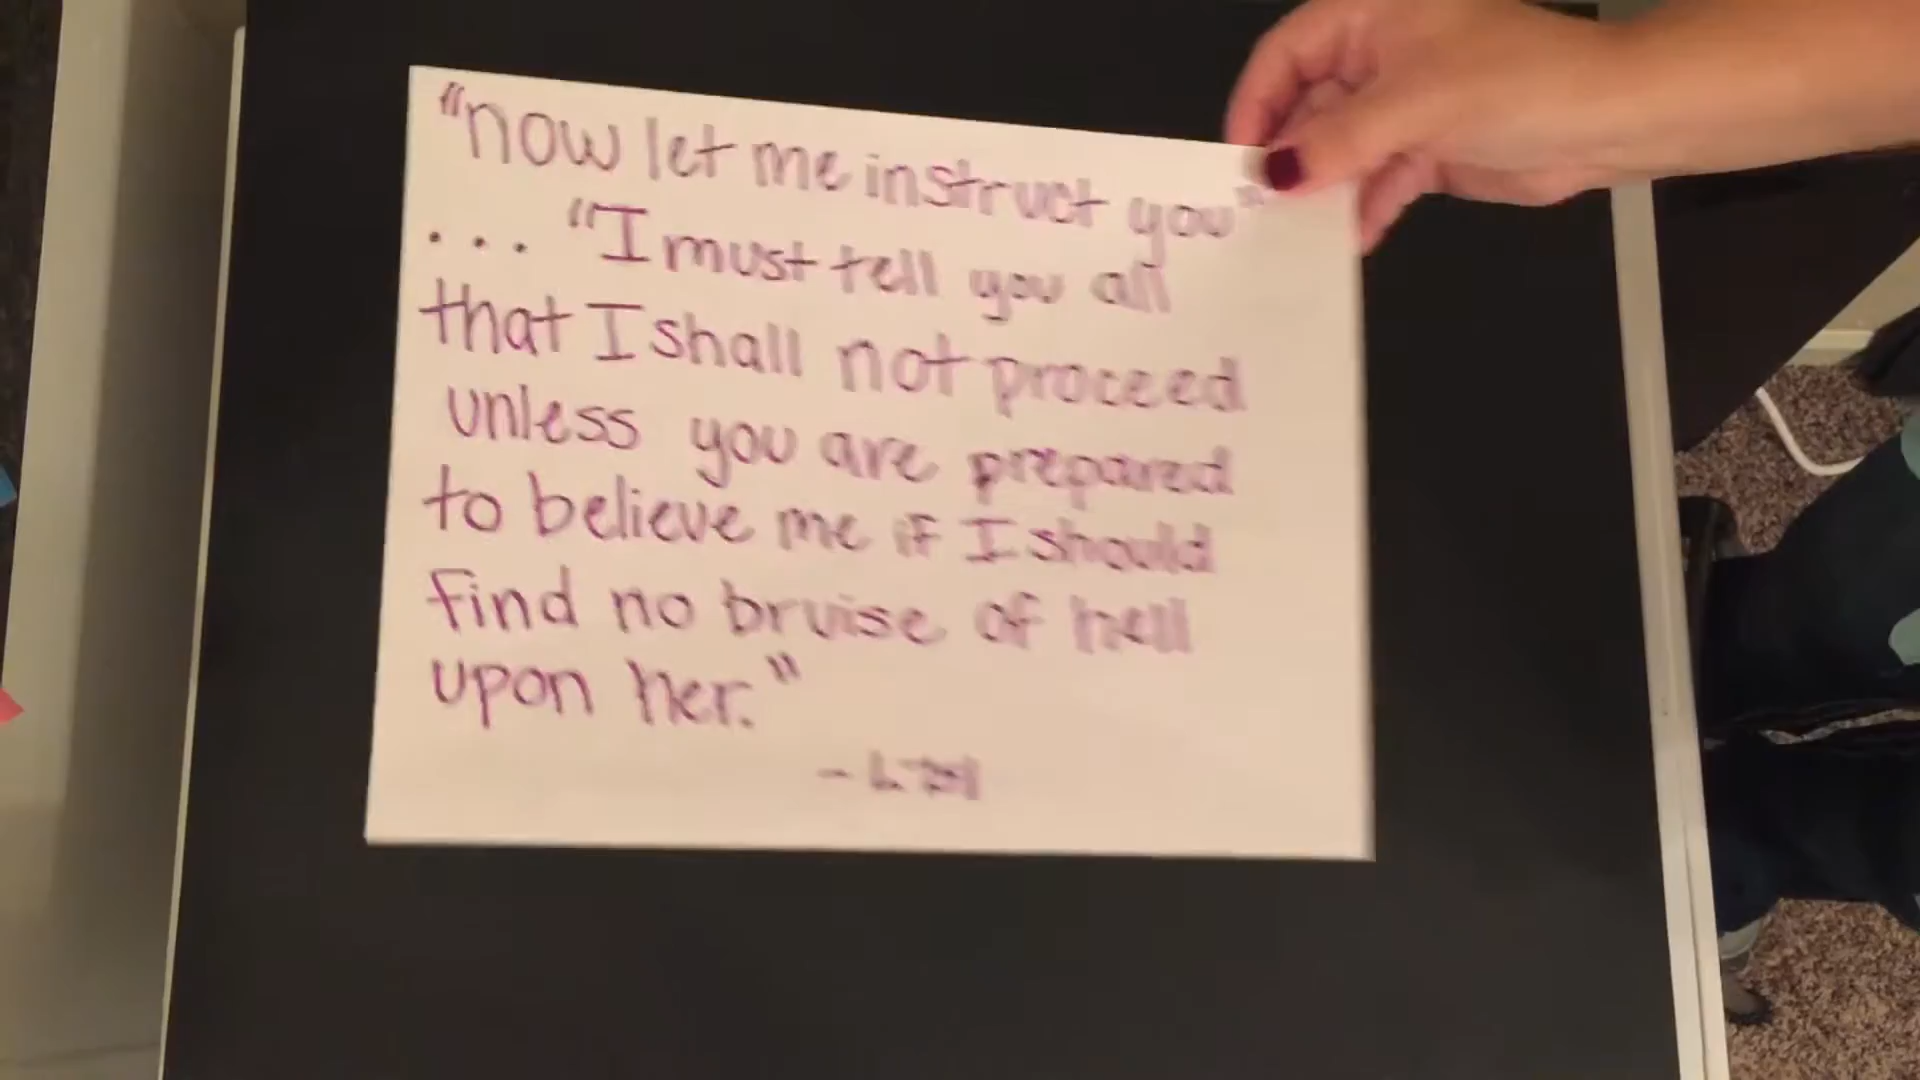 "now let me instruct you"
... "I must tell you all
that I shall not proceed
unless you are prepared
to believe me if I should
find no bruise of hell
upon her."